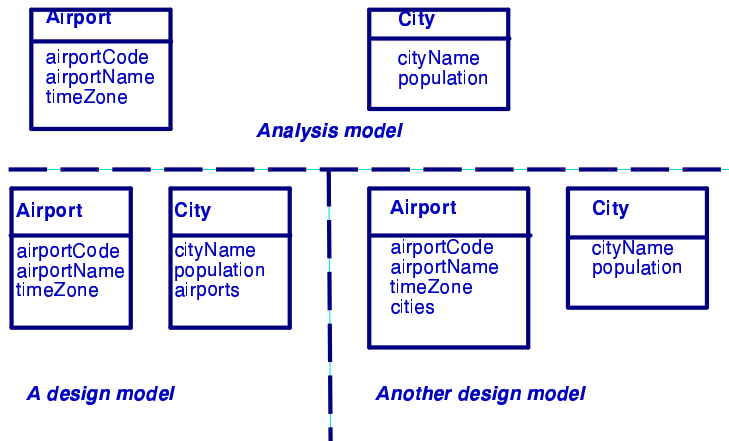 Airport
airportCode
airportName
timeZone
City
cityName
population
Analysis model
Airport
airportCode
airportName
timeZone
City
cityName
population
airports
A design model
Airport
airportCode
airportName
timeZone
cities
City
cityName
population
Another design model